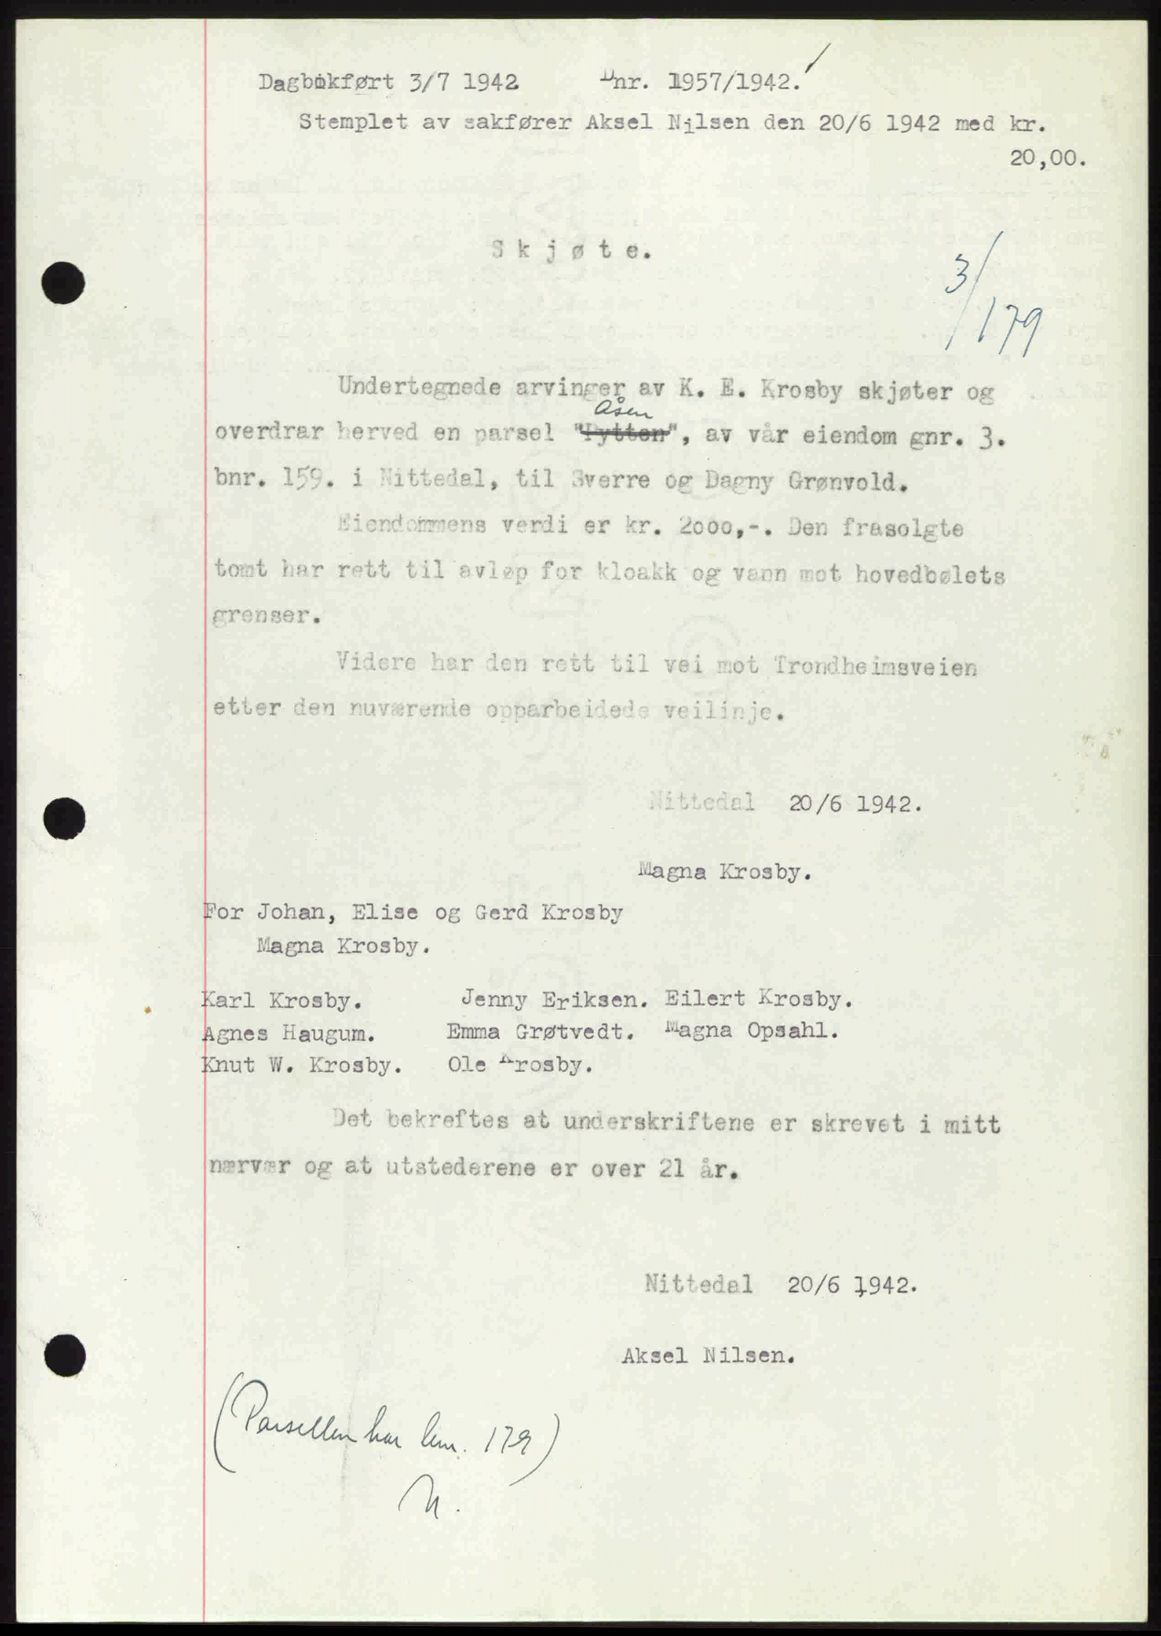 Dagbokført 3/7 1942 Dnr. 1957/1942.
Stemplet av sakfører Aksel Nilsen den 20/6 1942 med kr.
20,00.
S k j ø t e.
3/179
Undertegnede arvinger av K. E. Krosby skjøter og
Åsen
overdrar herved en parsel "Pytten", av vår eiendom gnr. 3.
bnr. 159. i Nittedal, til Sverre og Dagny Grønvold.
Eiendommens verdi er kr. 2000,-. Den frasolgte
tomt har rett til avløp for kloakk og vann mot hovedbølets
grenser.
Videre har den rett til vei mot Trondheimsveien
etter den nuværende opparbeidede veilinje.
Nittedal 20/6 1942.
Magna Krosby.
For Johan, Elise og Gerd Krosby
Magna Krosby.
Karl Krosby. Jenny Eriksen. Eilert Krosby.
Agnes Haugum. Emma Grøtvedt. Magna Opsahl.
Knut W. Krosby. Ole Krosby.
Det bekreftes at underskriftene er skrevet i mitt
nærvær og at utstederene er over 21 år.
Nittedal 20/6 1942.
Aksel Nilsen.
(Parsellen har bnr. 179)
N.